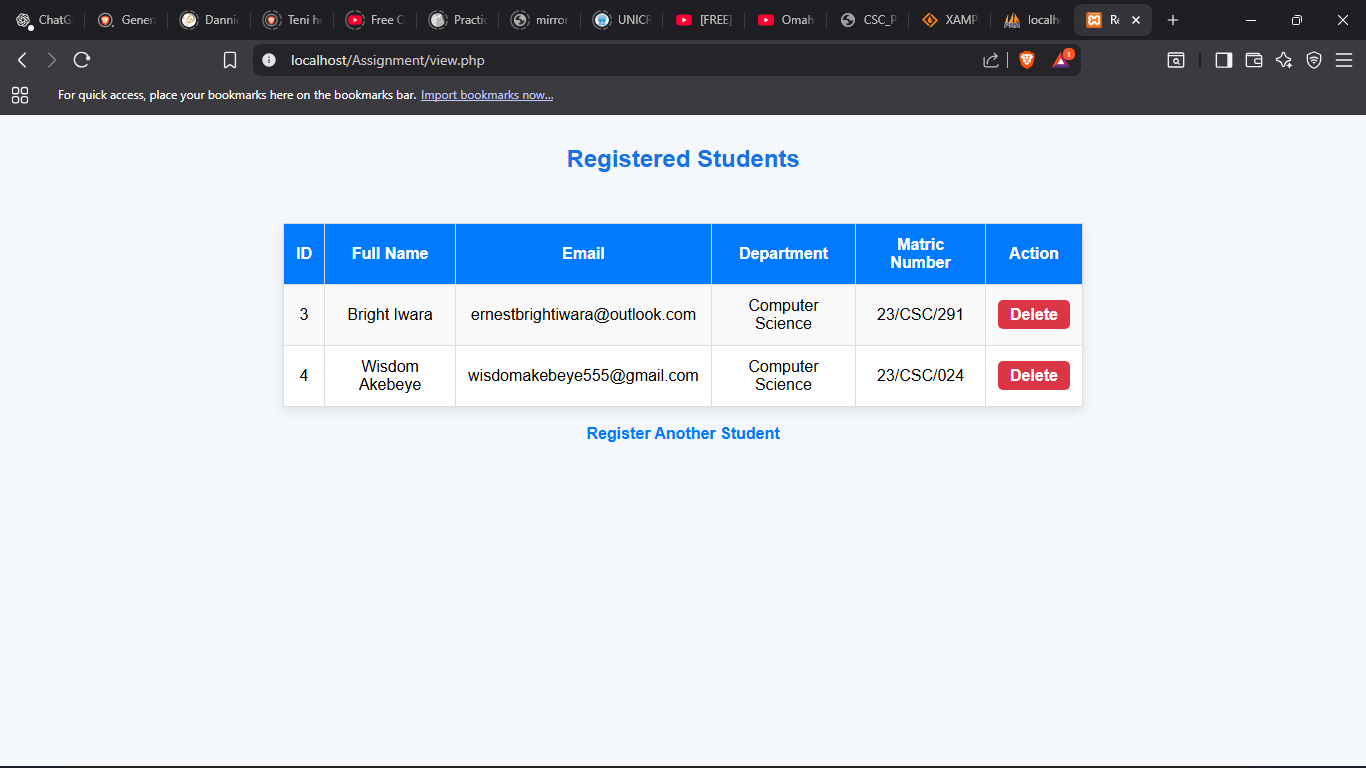 ChatG
Genera
Dannic
Teni h
Free C
Practic
mirror
UNICR
[FREE]
Omah
CSC_P
XAMP
localh
Re
localhost/Assignment/view.php
1
For quick access, place your bookmarks here on the bookmarks bar. Import bookmarks now...
Registered Students
ID Full Name Email Department Matric Number Action
3 Bright Iwara ernestbrightiwara@outlook.com Computer Science 23/CSC/291 Delete
4 Wisdom Akebeye wisdomakebeye555@gmail.com Computer Science 23/CSC/024 Delete
Register Another Student